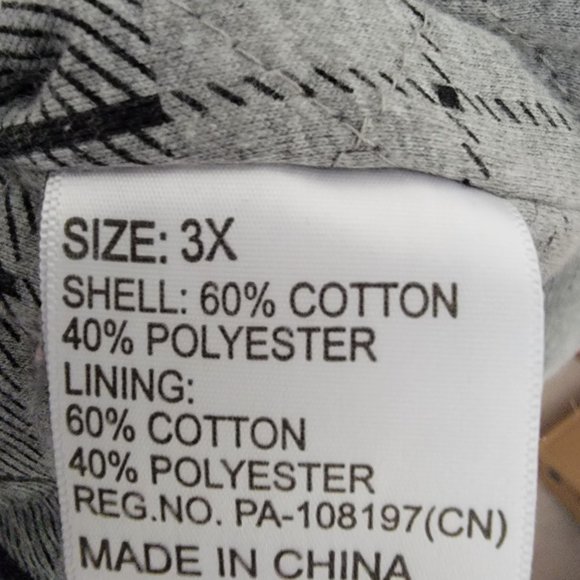 SIZE: 3X
SHELL: 60% COTTON
40% POLYESTER
LINING:
60% COTTON
40% POLYESTER
REG.NO. PA-108197(CN)
MADE IN CHINA